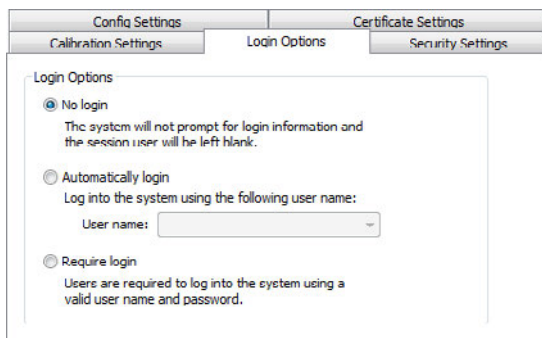 Config Settings
Certificate Settings
Calibration Settings
Login Options
Security Settings
Login Options
No login
The system will not prompt for login information and
the session user will be left blank.
Automatically login
Log into the system using the following user name:
User name:
Require login
Users are required to log into the system using a
valid user name and password.